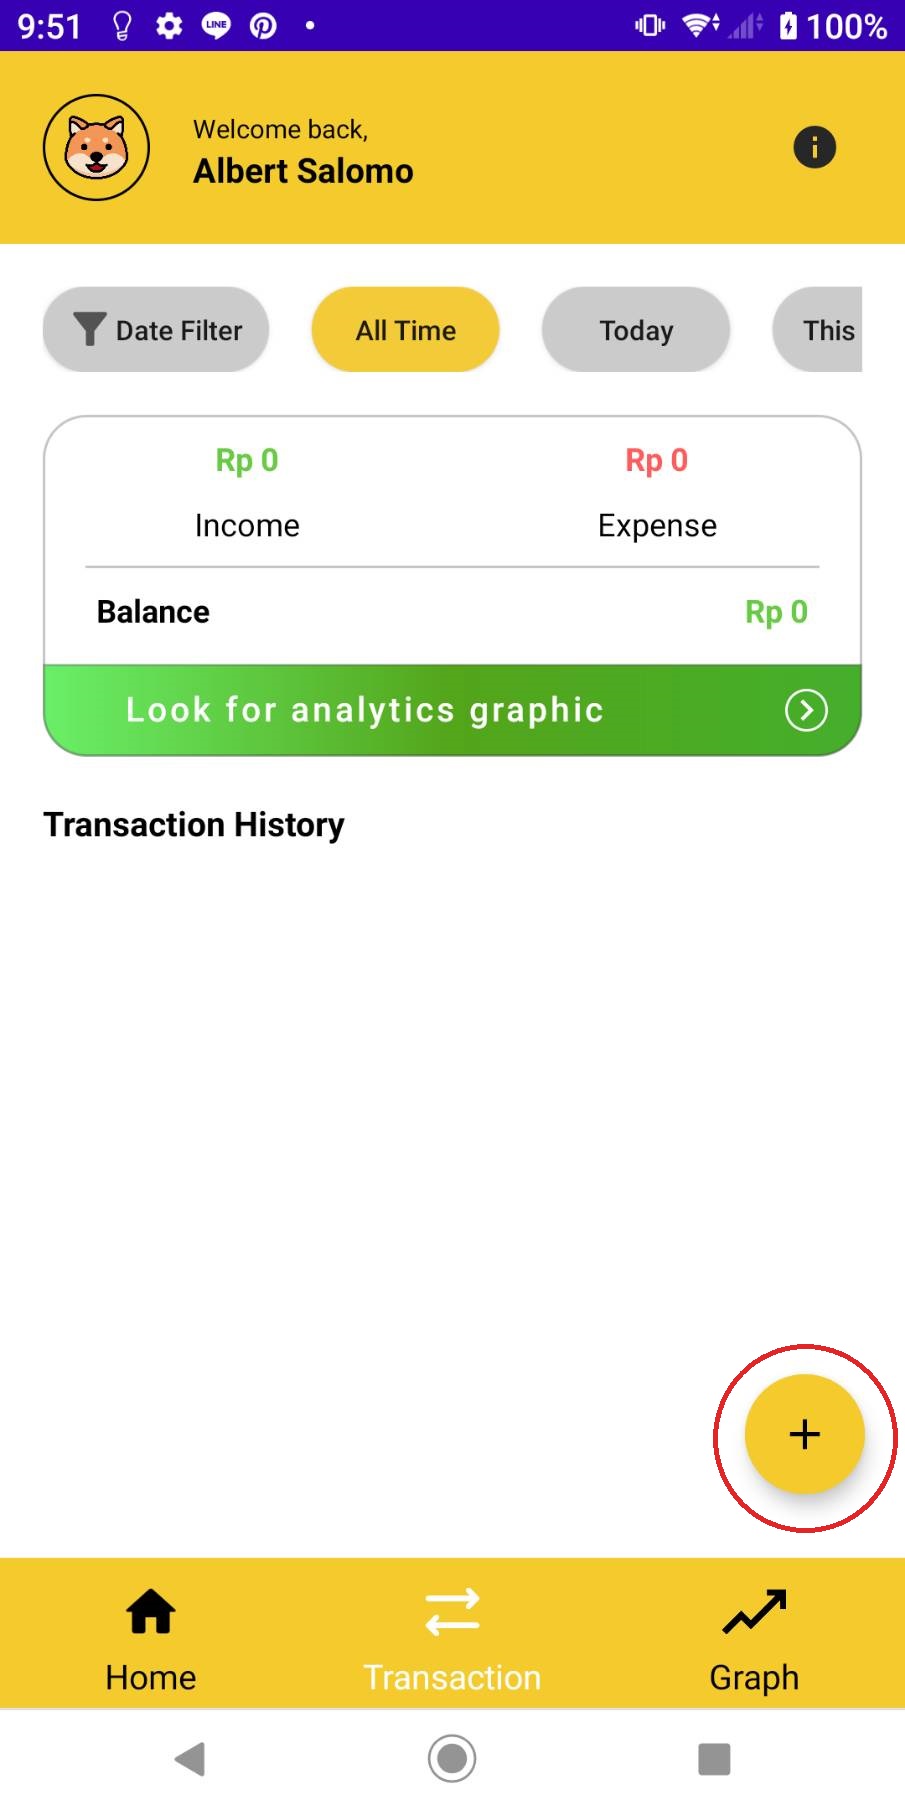 9:51 LINE 100%
Welcome back,
Albert Salomo
Date Filter All Time Today This
Rp 0 Rp 0
Income Expense
Balance Rp 0
Look for analytics graphic
Transaction History
+
Home Transaction Graph